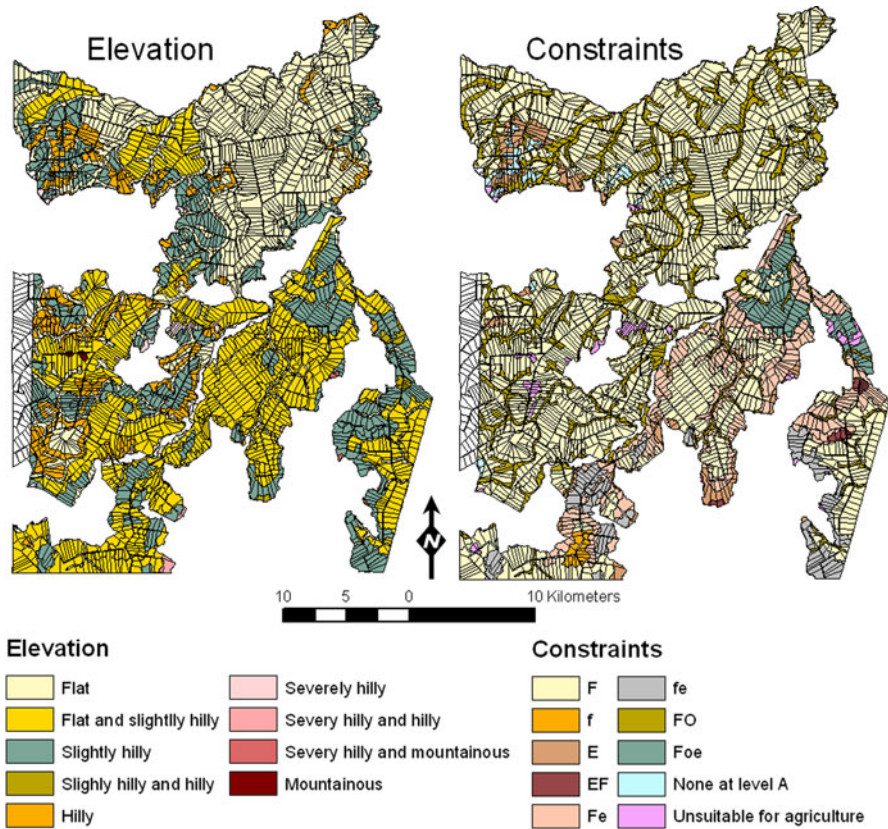 Elevation
Constraints
N
10 5 0 10 Kilometers
Elevation
Flat
Flat and slightlly hilly
Slightly hilly
Slighly hilly and hilly
Hilly
Severely hilly
Severy hilly and hilly
Severy hilly and mountainous
Mountainous
Constraints
F
f
E
EF
Fe
fe
FO
Foe
None at level A
Unsuitable for agriculture